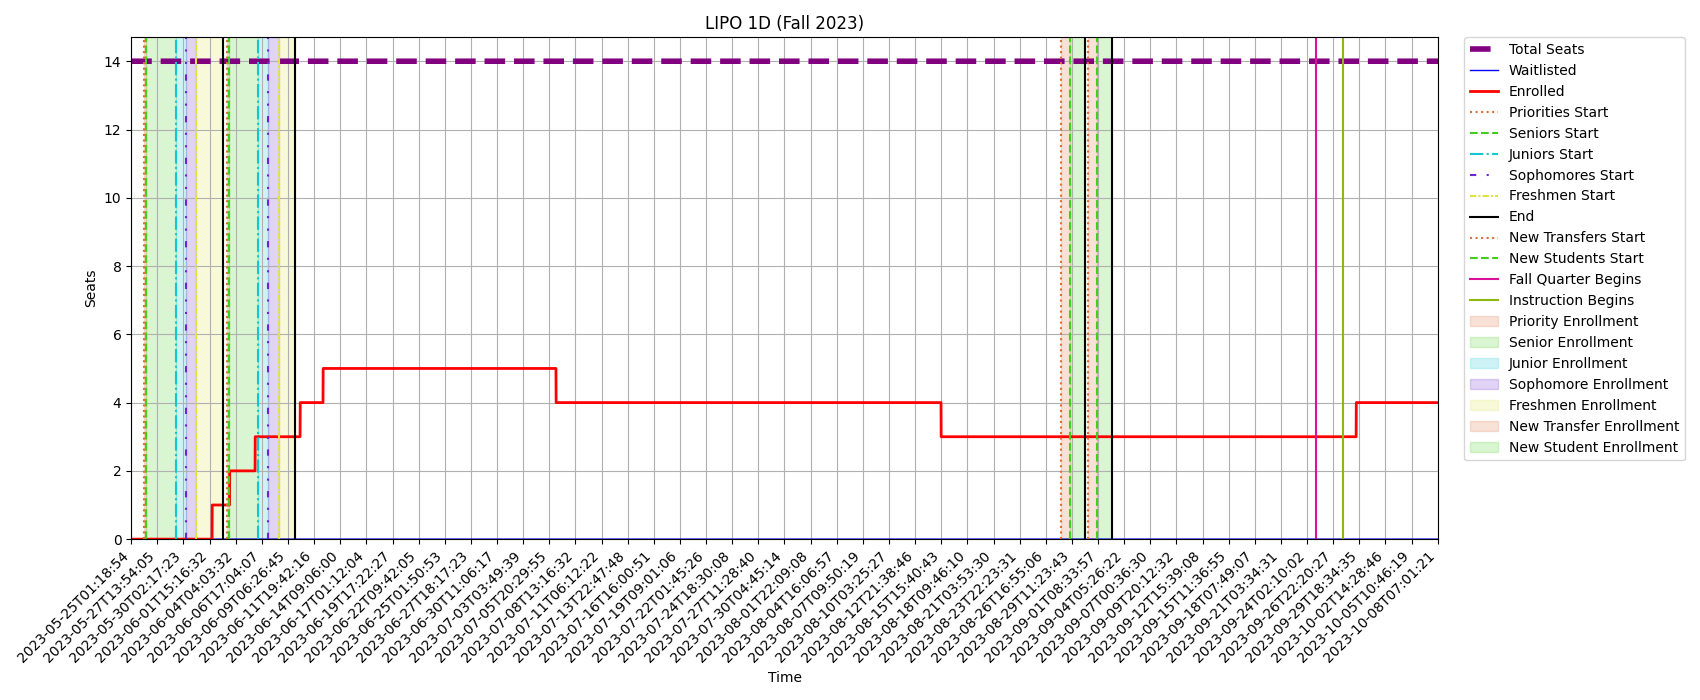 LIPO 1D (Fall 2023)
Seats
14
12
10
8
6
4
2
0
2023-05-25T01:18:54
2023-05-27T13:54:05
2023-05-30T02:17:23
2023-06-01T15:16:32
2023-06-04T04:03:32
2023-06-06T17:04:07
2023-06-09T06:26:45
2023-06-11T19:42:16
2023-06-14T09:06:00
2023-06-17T01:12:04
2023-06-19T17:22:27
2023-06-22T09:42:05
2023-06-25T01:50:53
2023-06-27T18:17:23
2023-06-30T11:06:17
2023-07-03T03:49:39
2023-07-05T20:29:55
2023-07-08T13:16:32
2023-07-11T06:12:22
2023-07-13T22:47:48
2023-07-16T16:00:51
2023-07-19T09:01:06
2023-07-22T01:45:26
2023-07-24T18:30:08
2023-07-27T11:28:40
2023-07-30T04:45:14
2023-08-01T22:09:08
2023-08-04T16:06:57
2023-08-07T09:50:19
2023-08-10T03:25:27
2023-08-12T21:38:46
2023-08-15T15:40:43
2023-08-18T09:46:10
2023-08-21T03:53:30
2023-08-23T22:23:31
2023-08-26T16:55:06
2023-08-29T11:23:43
2023-09-01T08:33:57
2023-09-04T05:26:22
2023-09-07T00:36:30
2023-09-09T20:12:32
2023-09-12T15:39:08
2023-09-15T11:36:55
2023-09-18T07:49:07
2023-09-21T03:34:31
2023-09-24T02:10:02
2023-09-26T22:20:27
2023-09-29T18:34:35
2023-10-02T14:28:46
2023-10-05T10:46:19
2023-10-08T07:01:21
Time
Total Seats
Waitlisted
Enrolled
Priorities Start
Seniors Start
Juniors Start
Sophomores Start
Freshmen Start
End
New Transfers Start
New Students Start
Fall Quarter Begins
Instruction Begins
Priority Enrollment
Senior Enrollment
Junior Enrollment
Sophomore Enrollment
Freshmen Enrollment
New Transfer Enrollment
New Student Enrollment